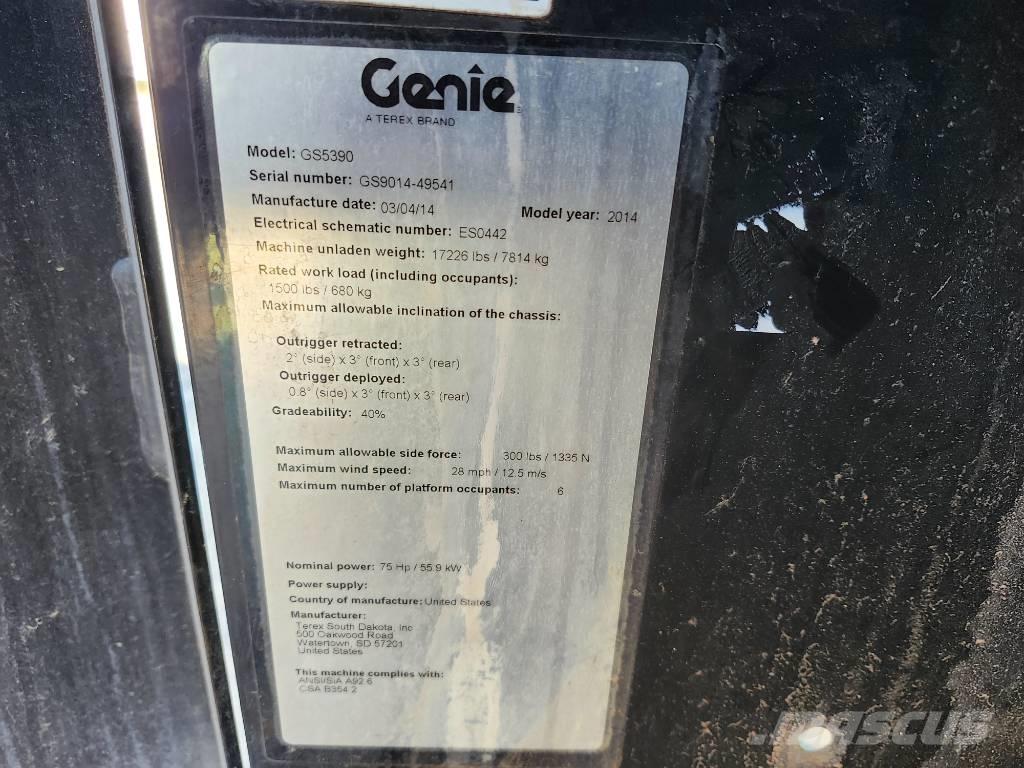 Genie
A TEREX BRAND
Model: GS5390
Serial number: GS9014-49541
Manufacture date: 03/04/14 Model year: 2014
Electrical schematic number: ES0442
Machine unladen weight: 17226 lbs / 7814 kg
Rated work load (including occupants):
1500 lbs / 680 kg
Maximum allowable inclination of the chassis:
Outrigger retracted:
2° (side) x 3° (front) x 3° (rear)
Outrigger deployed:
0.8° (side) x 3° (front) x 3° (rear)
Gradeability: 40%
Maximum allowable side force: 300 lbs / 1335 N
Maximum wind speed: 28 mph / 12.5 m/s
Maximum number of platform occupants: 6
Nominal power: 75 Hp / 55.9 kW
Power supply:
Country of manufacture: United States
Manufacturer:
Terex South Dakota, Inc
500 Oakwood Road
Watertown, SD 57201
United States
This machine complies with:
ANSI/SIA A92.6
CSA B354.2
mascus